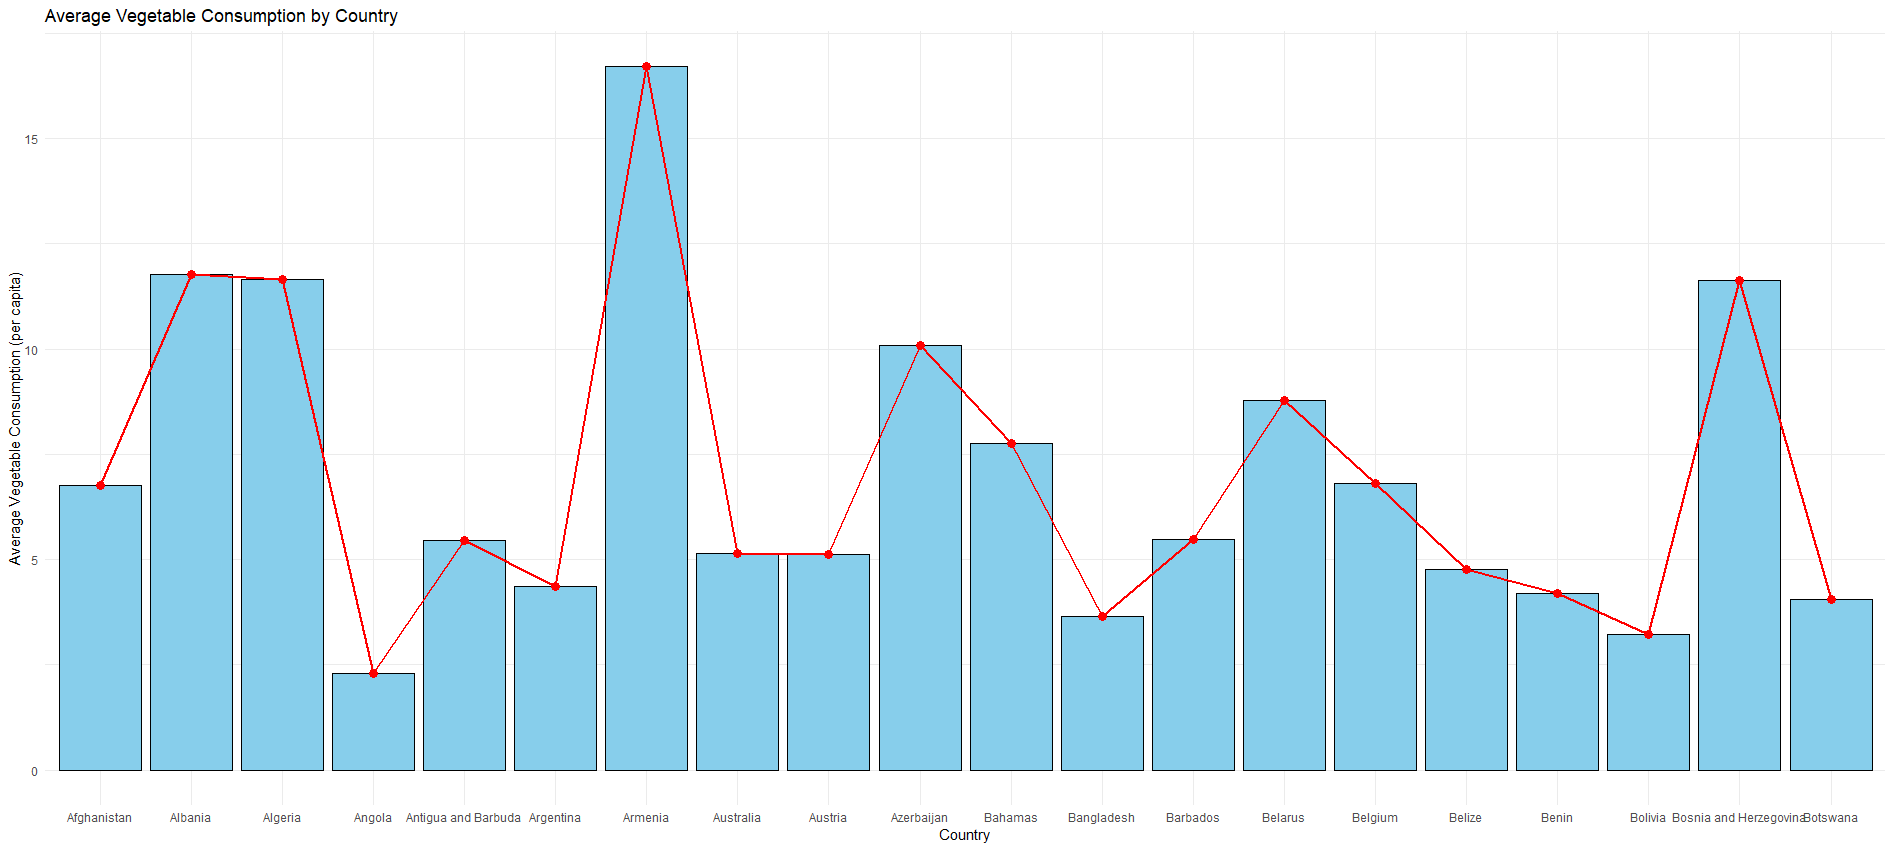 Average Vegetable Consumption by Country
Average Vegetable Consumption (per capita)
15
10
5
0
Afghanistan Albania Algeria Angola Antigua and Barbuda Argentina Armenia Australia Austria Azerbaijan Bahamas Bangladesh Barbados Belarus Belgium Belize Benin Bolivia Bosnia and Herzegovina Botswana
Country